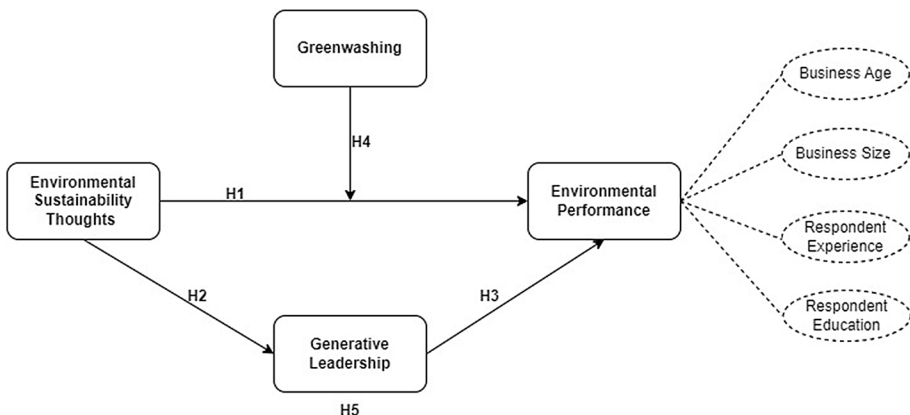 Greenwashing
Business Age
H4
Business Size
Environmental
Sustainability
Thoughts
H1
Environmental
Performance
Respondent
Experience
H2
H3
Respondent
Education
Generative
Leadership
H5